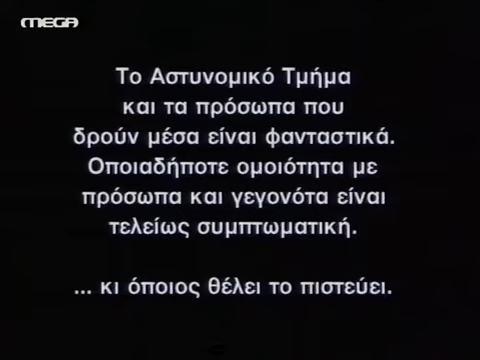 MEGA
Το Αστυνομικό Τμήμα
και τα πρόσωπα που
δρούν μέσα είναι φανταστικά.
Οποιαδήποτε ομοιότητα με
πρόσωπα και γεγονότα είναι
τελείως συμπτωματική.
... κι όποιος θέλει το πιστεύει.